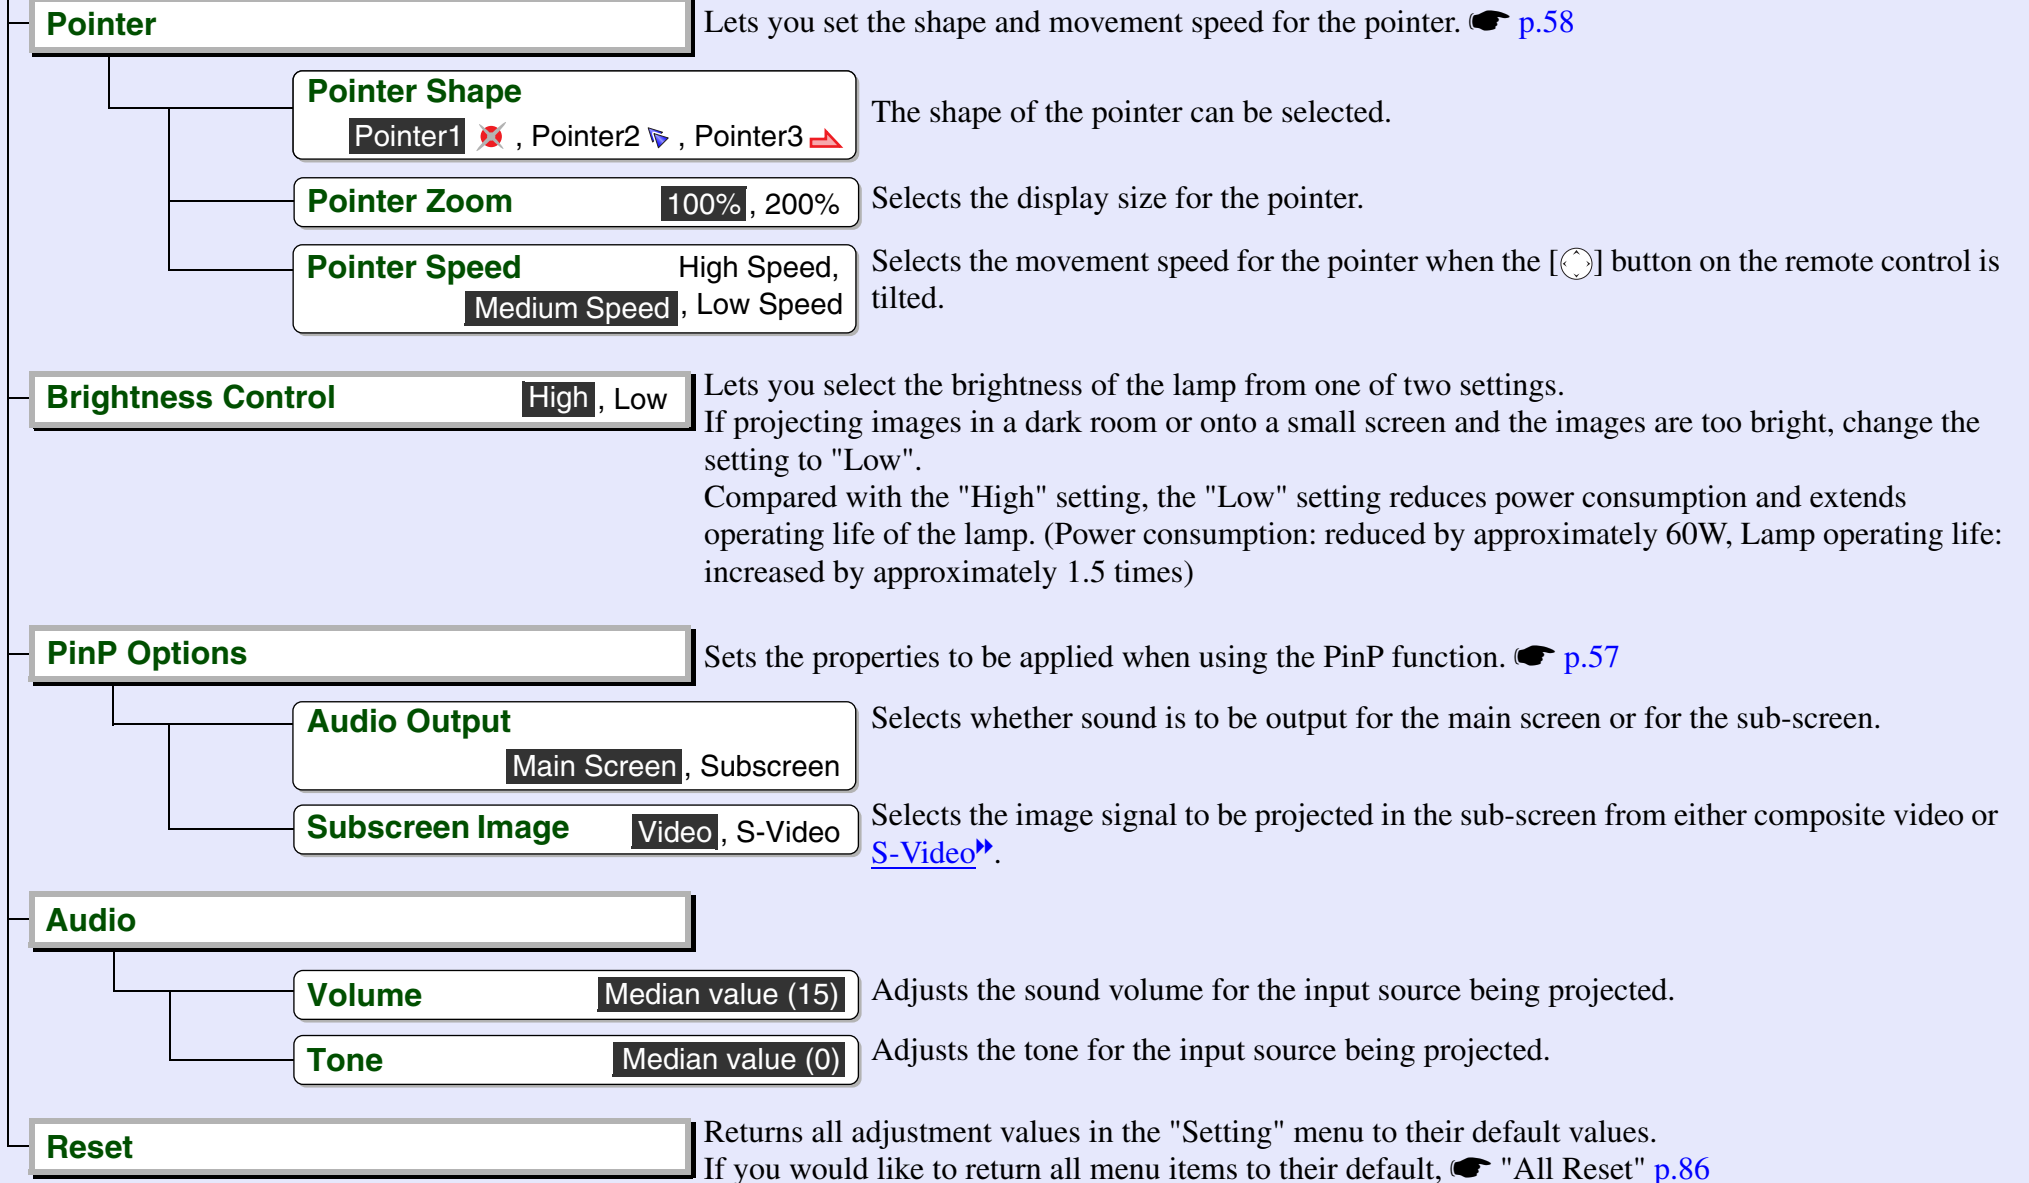 Pointer
Lets you set the shape and movement speed for the pointer. p.58
Pointer Shape
Pointer1 , Pointer2 , Pointer3
The shape of the pointer can be selected.
Pointer Zoom 100% , 200%
Selects the display size for the pointer.
Pointer Speed High Speed,
Medium Speed , Low Speed
Selects the movement speed for the pointer when the [ ] button on the remote control is
tilted.
Brightness Control High , Low
Lets you select the brightness of the lamp from one of two settings.
If projecting images in a dark room or onto a small screen and the images are too bright, change the
setting to "Low".
Compared with the "High" setting, the "Low" setting reduces power consumption and extends
operating life of the lamp. (Power consumption: reduced by approximately 60W, Lamp operating life:
increased by approximately 1.5 times)
PinP Options
Sets the properties to be applied when using the PinP function. p.57
Audio Output
Main Screen , Subscreen
Selects whether sound is to be output for the main screen or for the sub-screen.
Subscreen Image Video , S-Video
Selects the image signal to be projected in the sub-screen from either composite video or
S-Video.
Audio
Volume Median value (15)
Adjusts the sound volume for the input source being projected.
Tone Median value (0)
Adjusts the tone for the input source being projected.
Reset
Returns all adjustment values in the "Setting" menu to their default values.
If you would like to return all menu items to their default, "All Reset" p.86